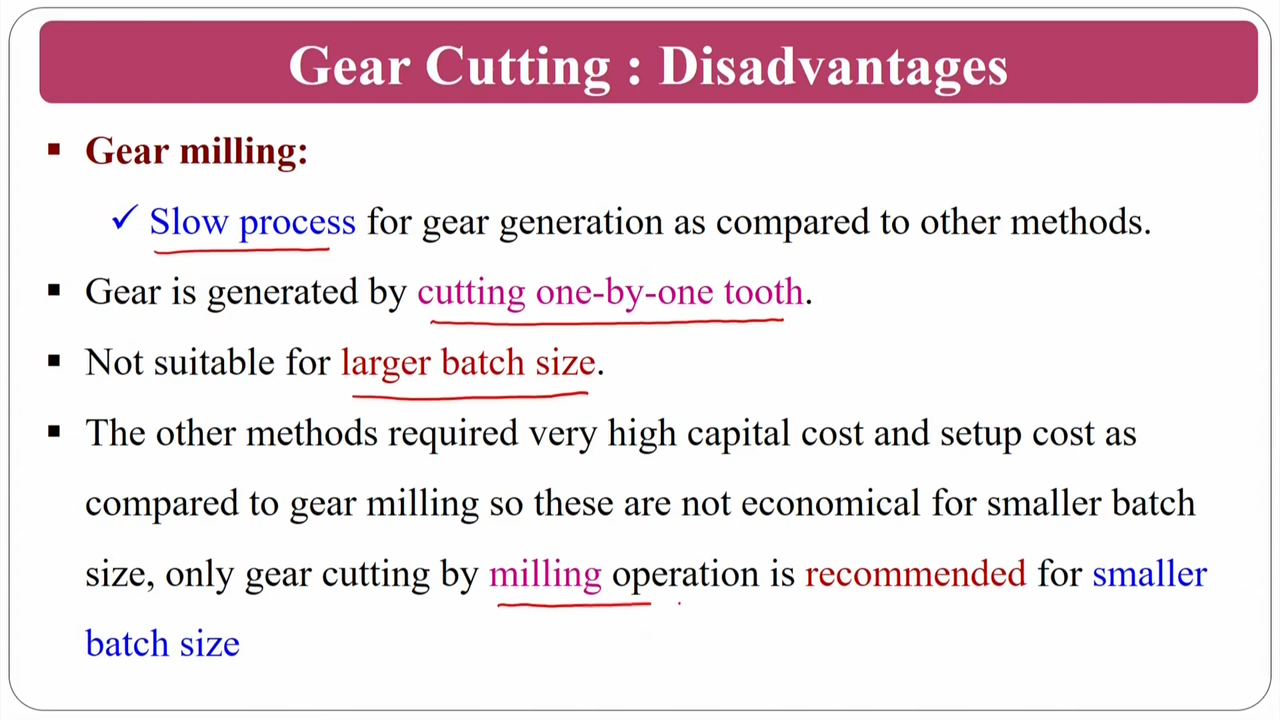 Gear Cutting : Disadvantages
▪ Gear milling:
✓ Slow process for gear generation as compared to other methods.
▪ Gear is generated by cutting one-by-one tooth.
▪ Not suitable for larger batch size.
▪ The other methods required very high capital cost and setup cost as
compared to gear milling so these are not economical for smaller batch
size, only gear cutting by milling operation is recommended for smaller
batch size